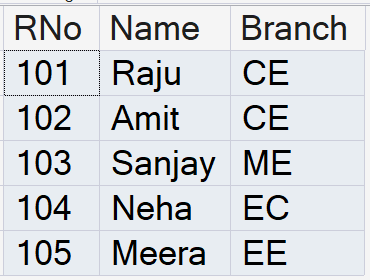 RNo Name Branch
101 Raju CE
102 Amit CE
103 Sanjay ME
104 Neha EC
105 Meera EE